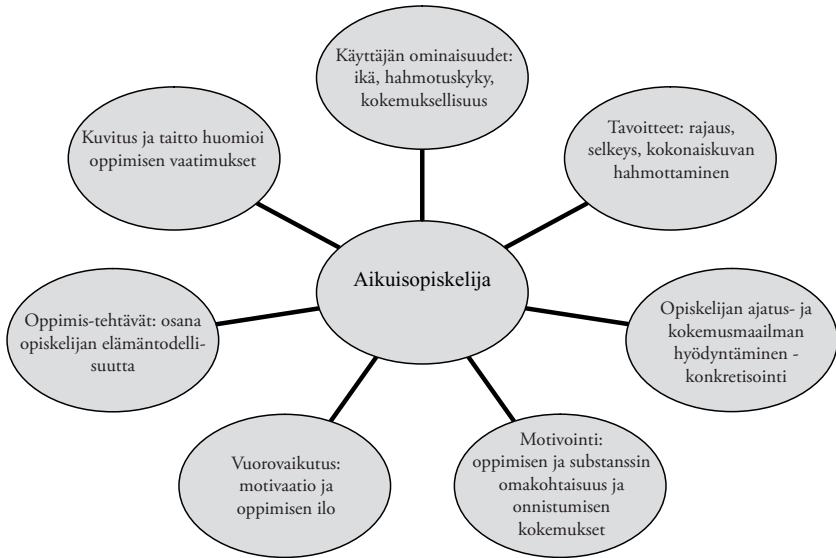 Käyttäjän ominaisuudet:
ikä, hahmotuskyky,
kokemuksellisuus
Kuvitus ja taitto huomioi
oppimisen vaatimukset
Tavoitteet: rajaus,
selkeys, kokonaiskuvan
hahmottaminen
Aikuisopiskelija
Oppimis-tehtävät: osana
opiskelijan elämäntodelli-
suutta
Opiskelijan ajatus- ja
kokemusmaailman
hyödyntäminen -
konkretisointi
Vuorovaikutus:
motivaatio ja
oppimisen ilo
Motivointi:
oppimisen ja substanssin
omakohtaisuus ja
onnistumisen
kokemukset